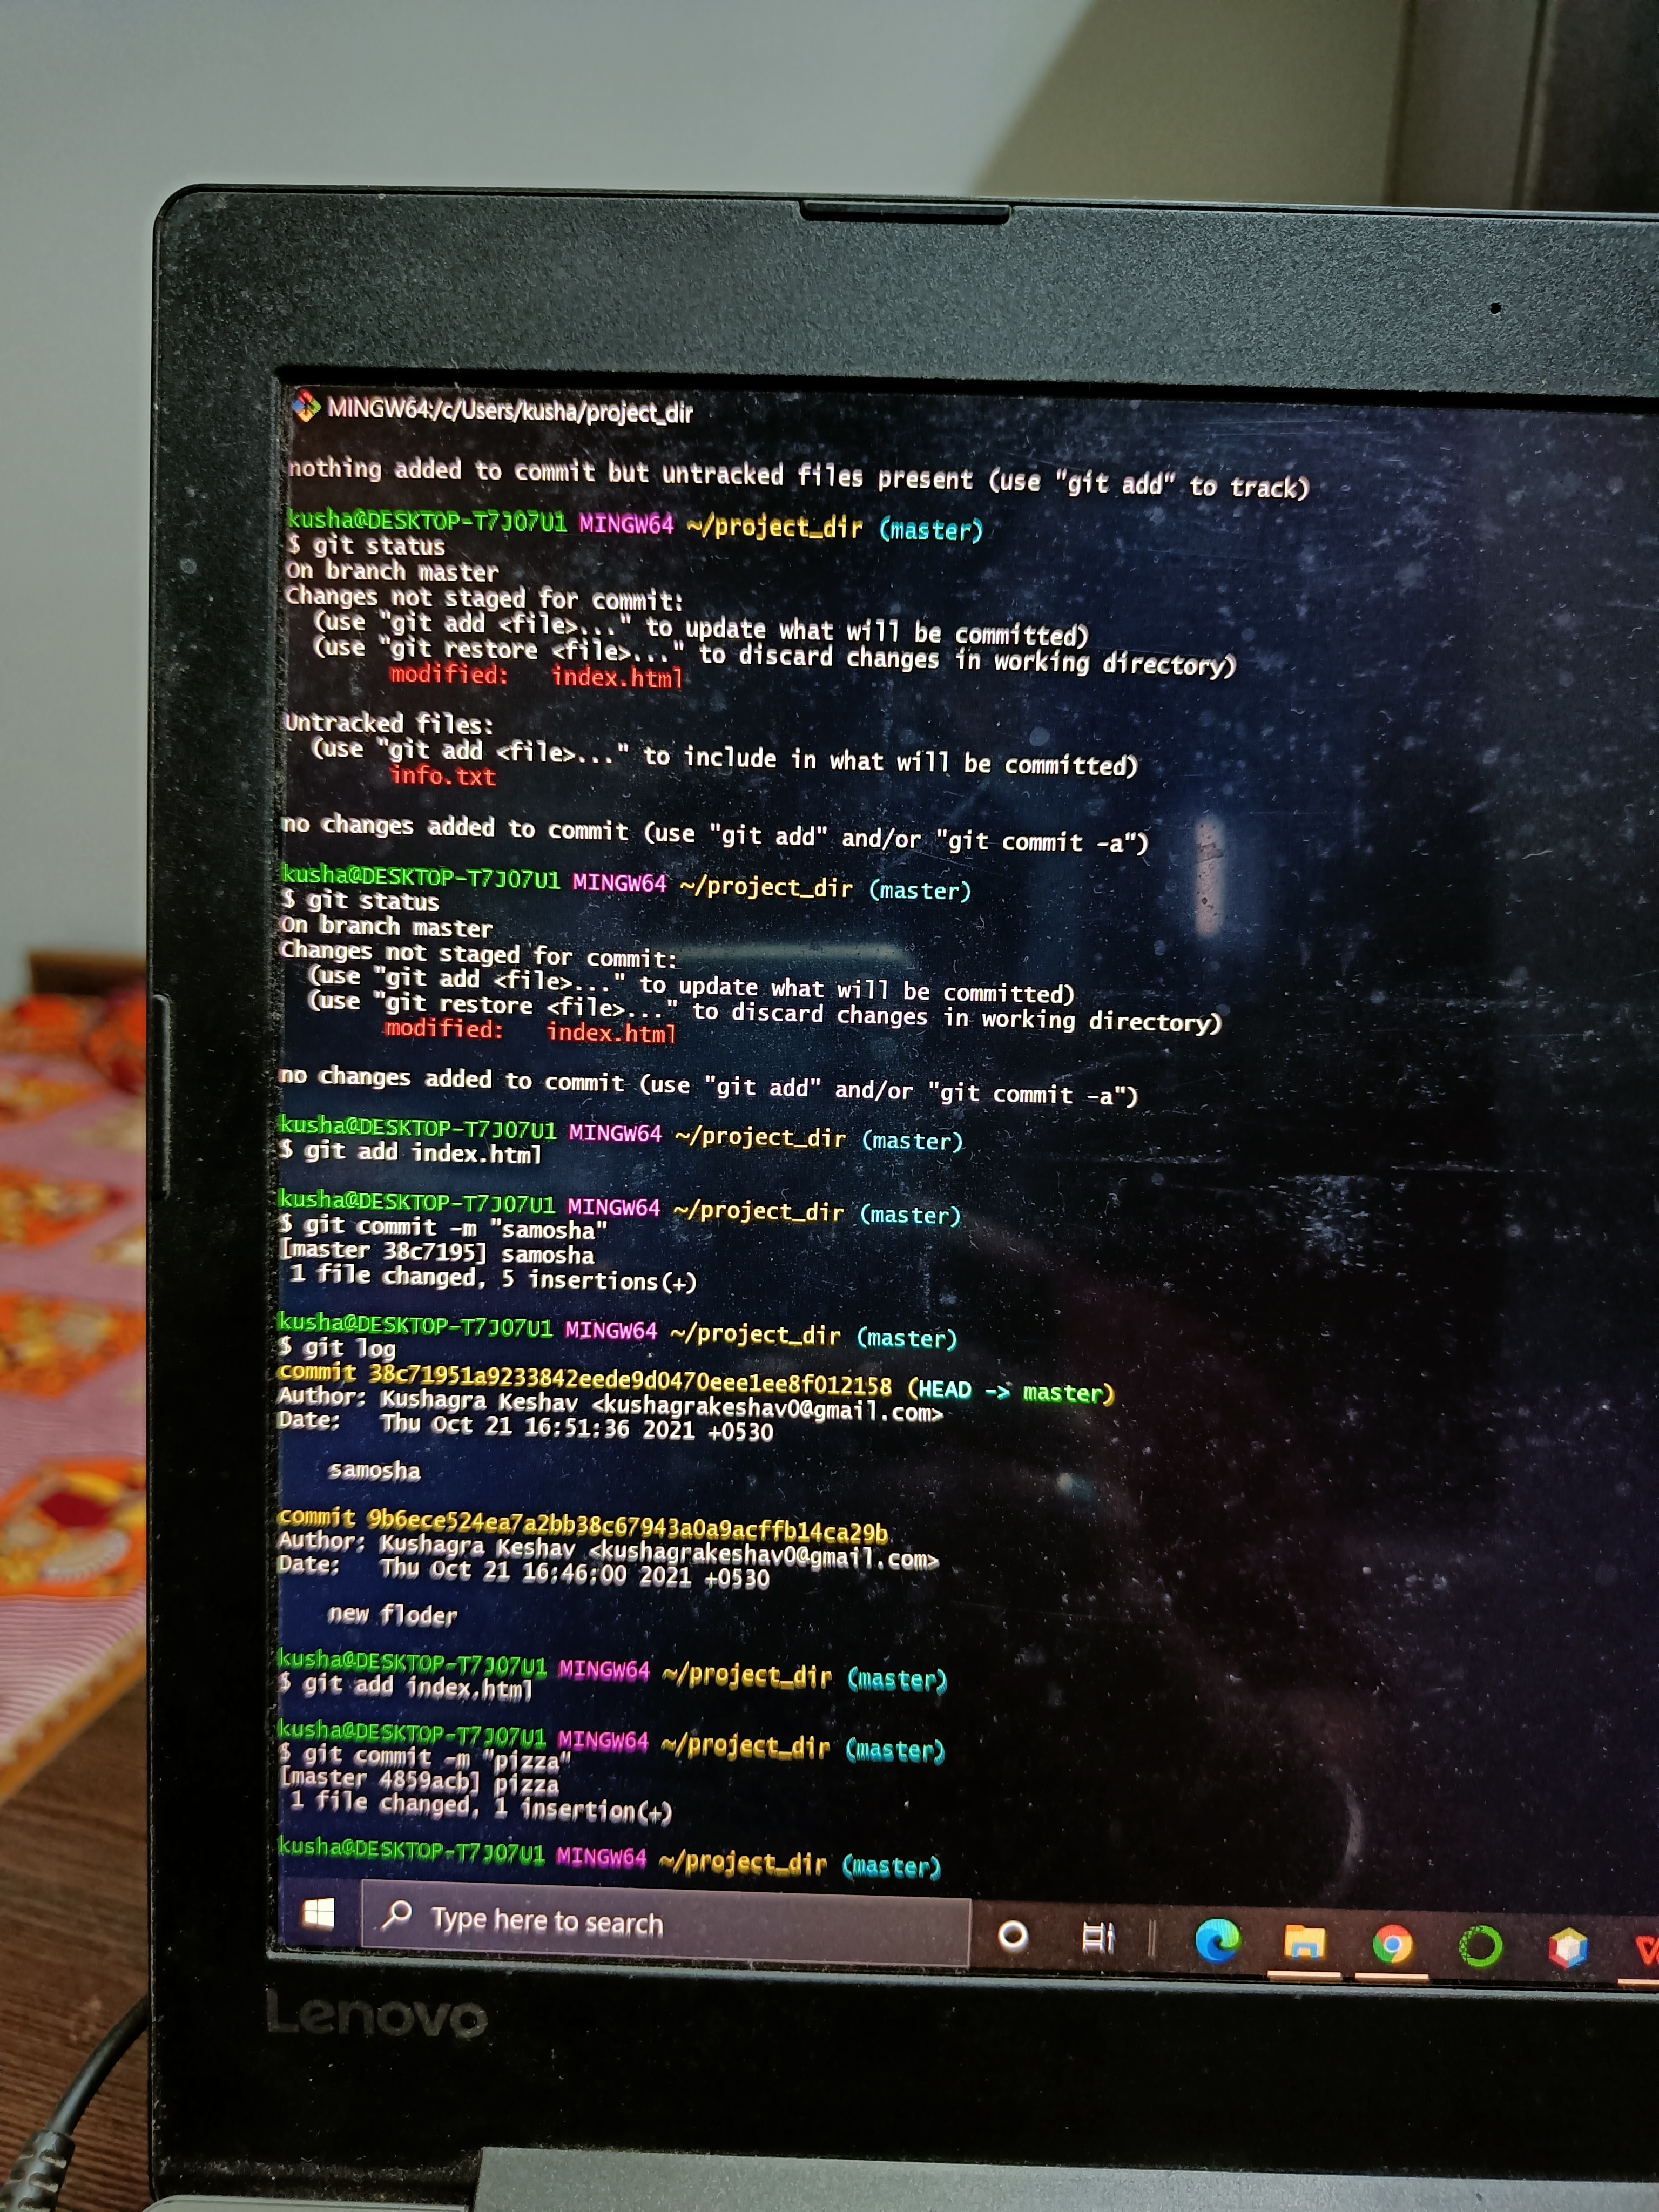 MINGW64:/c/Users/kusha/project_dir
nothing added to commit but untracked files present (use "git add" to track)
kusha@DESKTOP-T7J07U1 MINGW64 ~/project_dir (master)
$ git status
On branch master
Changes not staged for commit:
(use "git add <file>..." to update what will be committed)
(use "git restore <file>..." to discard changes in working directory)
modified: index.html
Untracked files:
(use "git add <file>..." to include in what will be committed)
info.txt
no changes added to commit (use "git add" and/or "git commit -a")
kusha@DESKTOP-T7J07U1 MINGW64 ~/project_dir (master)
$ git status
On branch master
Changes not staged for commit:
(use "git add <file>..." to update what will be committed)
(use "git restore <file>..." to discard changes in working directory)
modified: index.html
no changes added to commit (use "git add" and/or "git commit -a")
kusha@DESKTOP-T7J07U1 MINGW64 ~/project_dir (master)
$ git add index.html
kusha@DESKTOP-T7J07U1 MINGW64 ~/project_dir (master)
$ git commit -m "samosha"
[master 38c7195] samosha
1 file changed, 5 insertions(+)
kusha@DESKTOP-T7J07U1 MINGW64 ~/project_dir (master)
$ git log
commit 38c71951a9233842eede9d0470eee1ee8f012158 (HEAD -> master)
Author: Kushagra Keshav <kushagrakeshav0@gmail.com>
Date: Thu Oct 21 16:51:36 2021 +0530
samosha
commit 9b6ece524ea7a2bb38c67943a0a9acffb14ca29b
Author: Kushagra Keshav <kushagrakeshav0@gmail.com>
Date: Thu Oct 21 16:46:00 2021 +0530
new floder
kusha@DESKTOP-T7J07U1 MINGW64 ~/project_dir (master)
$ git add index.html
kusha@DESKTOP-T7J07U1 MINGW64 ~/project_dir (master)
$ git commit -m "pizza"
[master 4859acb] pizza
1 file changed, 1 insertion(+)
kusha@DESKTOP-T7J07U1 MINGW64 ~/project_dir (master)
Type here to search
Lenovo